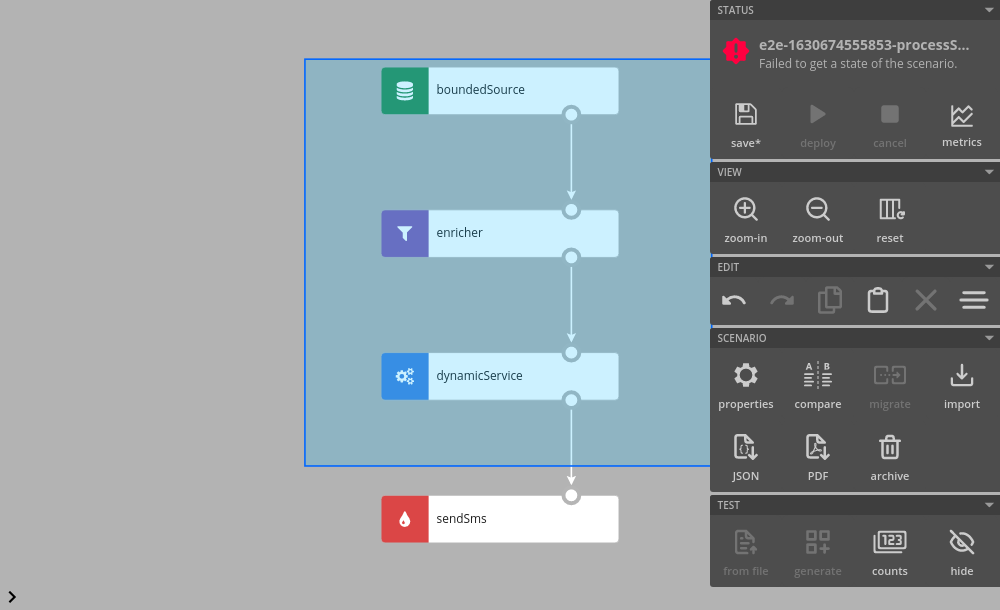 boundedSource
enricher
dynamicService
sendSms
STATUS
e2e-1630674555853-processS...
Failed to get a state of the scenario.
save* deploy cancel metrics
VIEW
zoom-in zoom-out reset
EDIT
SCENARIO
A B
properties compare migrate import
{}
JSON PDF archive
TEST
123
from file generate counts hide